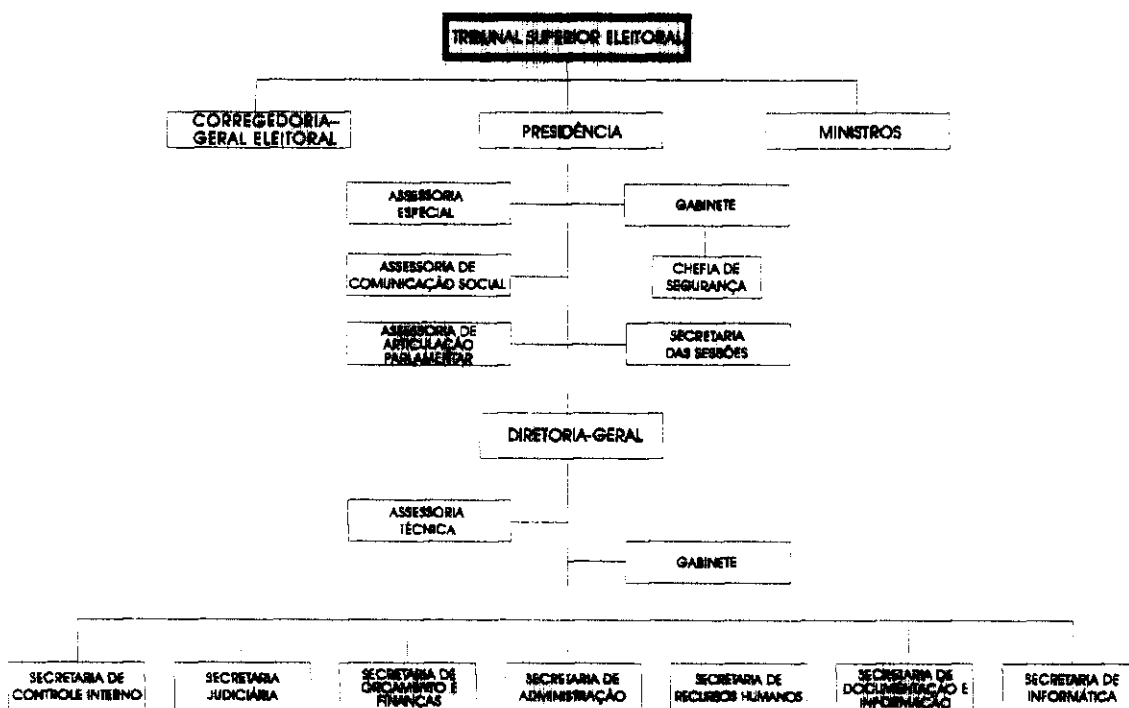 TRIBUNAL SUPERIOR ELEITORAL
CORREGEDORIA-
GERAL ELEITORAL
PRESIDÊNCIA
MINISTROS
ASSESSORIA
ESPECIAL
GABINETE
ASSESSORIA DE
COMUNICAÇÃO SOCIAL
CHEFIA DE
SEGURANÇA
ASSESSORIA DE
ARTICULAÇÃO
PARLAMENTAR
SECRETARIA
DAS SESSÕES
DIRETORIA-GERAL
ASSESSORIA
TÉCNICA
GABINETE
SECRETARIA DE
CONTROLE INTERNO
SECRETARIA
JUDICIÁRIA
SECRETARIA DE
ORÇAMENTO E
FINANÇAS
SECRETARIA DE
ADMINISTRAÇÃO
SECRETARIA DE
RECURSOS HUMANOS
SECRETARIA DE
DOCUMENTAÇÃO E
INFORMAÇÃO
SECRETARIA DE
INFORMÁTICA